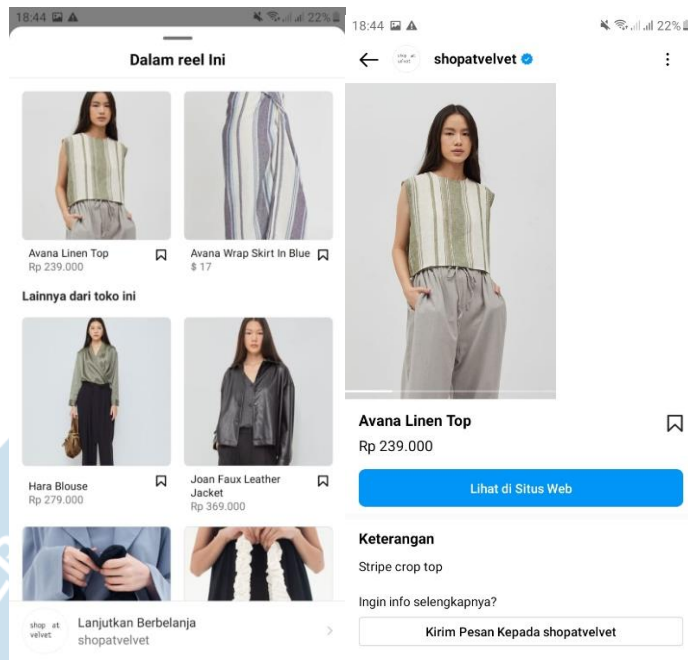 18:44 22%
Dalam reel Ini
Avana Linen Top
Rp 239.000
Avana Wrap Skirt In Blue
$ 17
Lainnya dari toko ini
Hara Blouse
Rp 279.000
Joan Faux Leather
Jacket
Rp 369.000
shop at
velvet
Lanjutkan Berbelanja
shopatvelvet
18:44 22%
shop at
velvet
shopatvelvet
Avana Linen Top
Rp 239.000
Lihat di Situs Web
Keterangan
Stripe crop top
Ingin info selengkapnya?
Kirim Pesan Kepada shopatvelvet